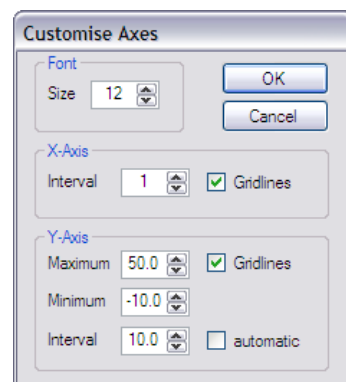 Customise Axes
Font
Size 12
OK
Cancel
X-Axis
Interval 1 Gridlines
Y-Axis
Maximum 50.0 Gridlines
Minimum -10.0
Interval 10.0 automatic